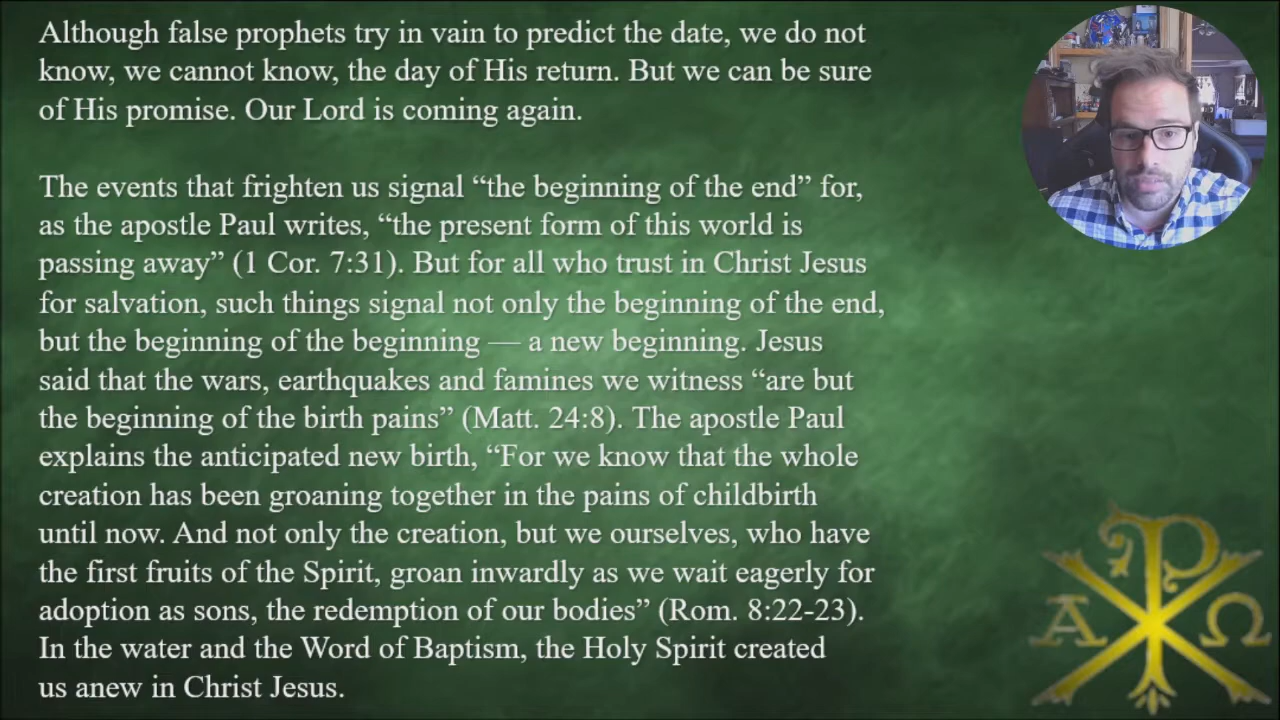 Although false prophets try in vain to predict the date, we do not
know, we cannot know, the day of His return. But we can be sure
of His promise. Our Lord is coming again.
The events that frighten us signal “the beginning of the end” for,
as the apostle Paul writes, “the present form of this world is
passing away” (1 Cor. 7:31). But for all who trust in Christ Jesus
for salvation, such things signal not only the beginning of the end,
but the beginning of the beginning — a new beginning. Jesus
said that the wars, earthquakes and famines we witness “are but
the beginning of the birth pains” (Matt. 24:8). The apostle Paul
explains the anticipated new birth, “For we know that the whole
creation has been groaning together in the pains of childbirth
until now. And not only the creation, but we ourselves, who have
the first fruits of the Spirit, groan inwardly as we wait eagerly for
adoption as sons, the redemption of our bodies” (Rom. 8:22-23).
In the water and the Word of Baptism, the Holy Spirit created
us anew in Christ Jesus.
Α Ω